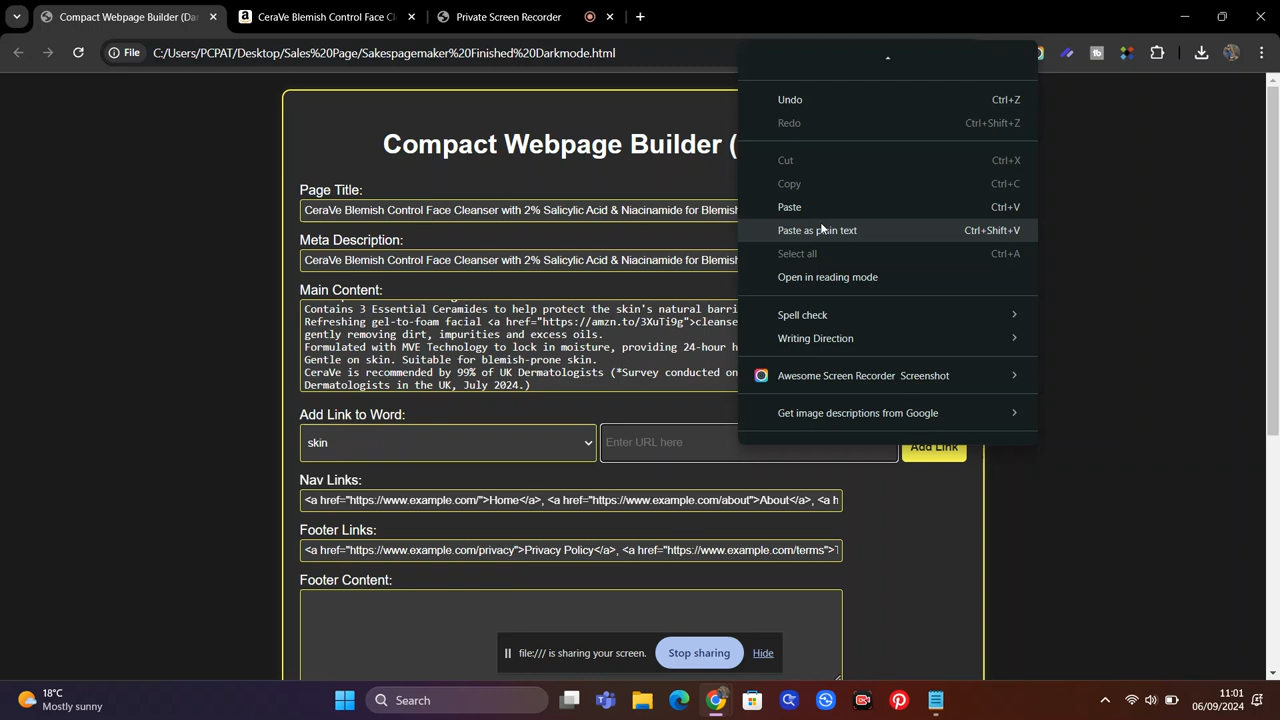 Compact Webpage Builder (Da
CeraVe Blemish Control Face Cl
Private Screen Recorder
File
C:/Users/PCPAT/Desktop/Sales%20Page/Sakespagemaker%20Finished%20Darkmode.html
Compact Webpage Builder (
Page Title:
CeraVe Blemish Control Face Cleanser with 2% Salicylic Acid & Niacinamide for Blemish
Meta Description:
CeraVe Blemish Control Face Cleanser with 2% Salicylic Acid & Niacinamide for Blemish
Main Content:
Contains 3 Essential Ceramides to help protect the skin's natural barri
Refreshing gel-to-foam facial <a href="https://amzn.to/3XuTi9g">cleanse
gently removing dirt, impurities and excess oils.
Formulated with MVE Technology to lock in moisture, providing 24-hour h
Gentle on skin. Suitable for blemish-prone skin.
CeraVe is recommended by 99% of UK Dermatologists (*Survey conducted on
Dermatologists in the UK, July 2024.)
Add Link to Word:
skin
Enter URL here
Add Link
Nav Links:
<a href="https://www.example.com/">Home</a>, <a href="https://www.example.com/about">About</a>, <a h
Footer Links:
<a href="https://www.example.com/privacy">Privacy Policy</a>, <a href="https://www.example.com/terms">T
Footer Content:
Undo Ctrl+Z
Redo Ctrl+Shift+Z
Cut Ctrl+X
Copy Ctrl+C
Paste Ctrl+V
Paste as plain text Ctrl+Shift+V
Select all Ctrl+A
Open in reading mode
Spell check
Writing Direction
Awesome Screen Recorder Screenshot
Get image descriptions from Google
file:/// is sharing your screen.
Stop sharing
Hide
18°C
Mostly sunny
Search
11:01
06/09/2024